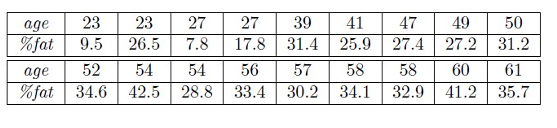 age 23 23 27 27 39 41 47 49 50
%fat 9.5 26.5 7.8 17.8 31.4 25.9 27.4 27.2 31.2
age 52 54 54 56 57 58 58 60 61
%fat 34.6 42.5 28.8 33.4 30.2 34.1 32.9 41.2 35.7